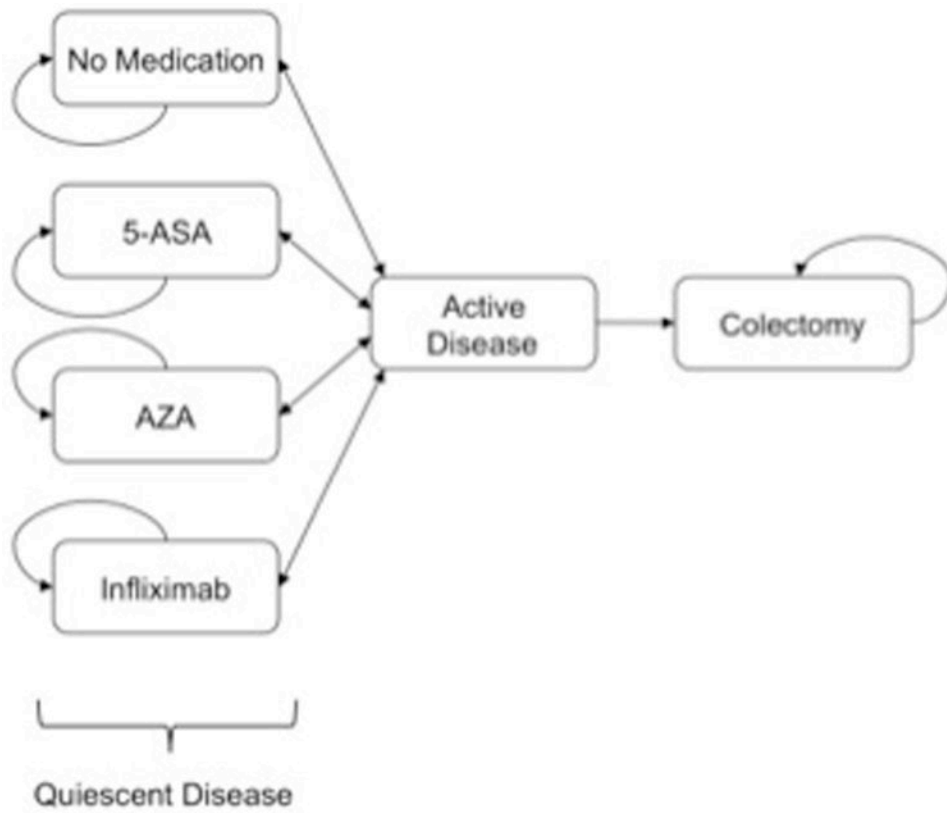 No Medication
5-ASA
AZA
Infliximab
Active
Disease
Colectomy
Quiescent Disease